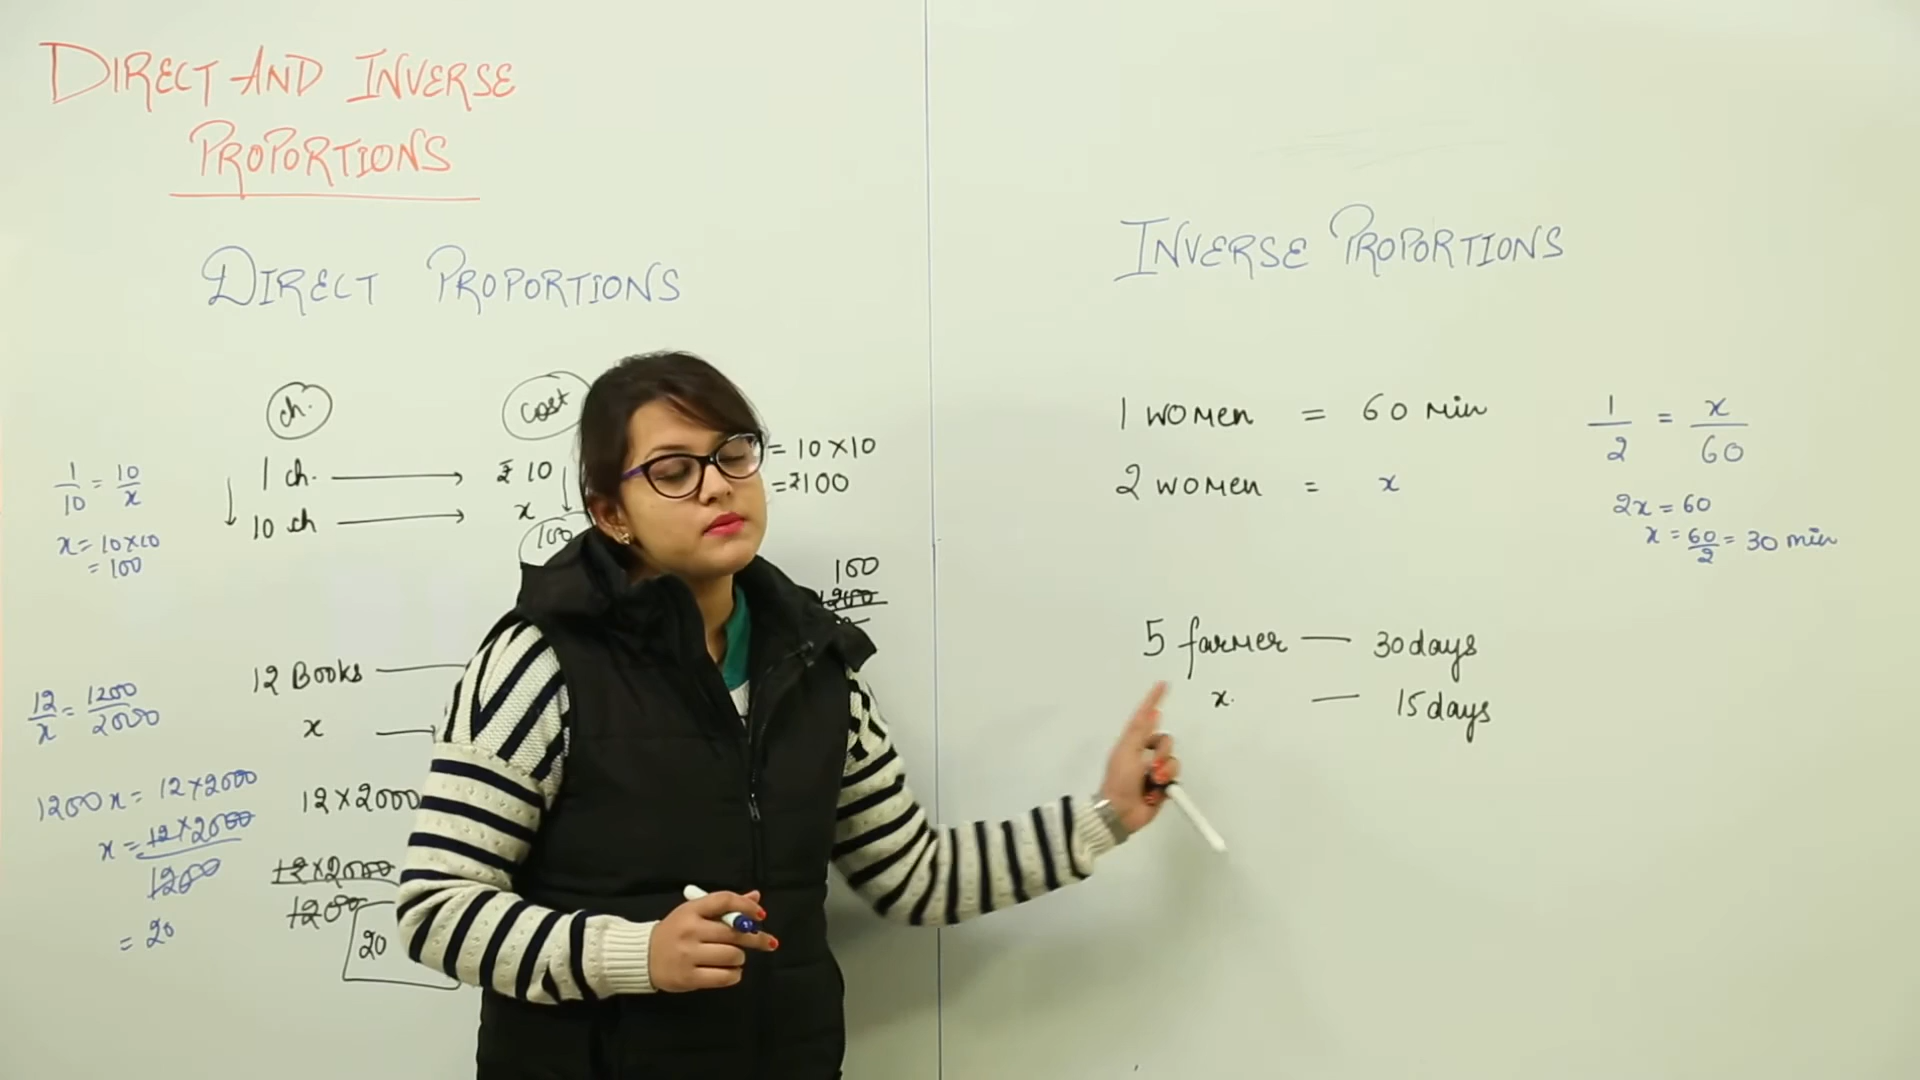 DIRECT AND INVERSE
PROPORTIONS
DIRECT PROPORTIONS
ch. cost
1 ch. ₹ 10
10 ch x
100
= 10 × 10
= ₹100
1/10 = 10/x
x = 10×10
= 100
12 Books
x
100
1200
12/x = 1200/2000
1200 x = 12×2000
x = 12×2000/1200
= 20
12×2000
12×2000
1200
20
INVERSE PROPORTIONS
1 WOMEN = 60 Min
2 WOMEN = x
1/2 = x/60
2x = 60
x = 60/2 = 30 min
5 farmer — 30 days
x. — 15 days